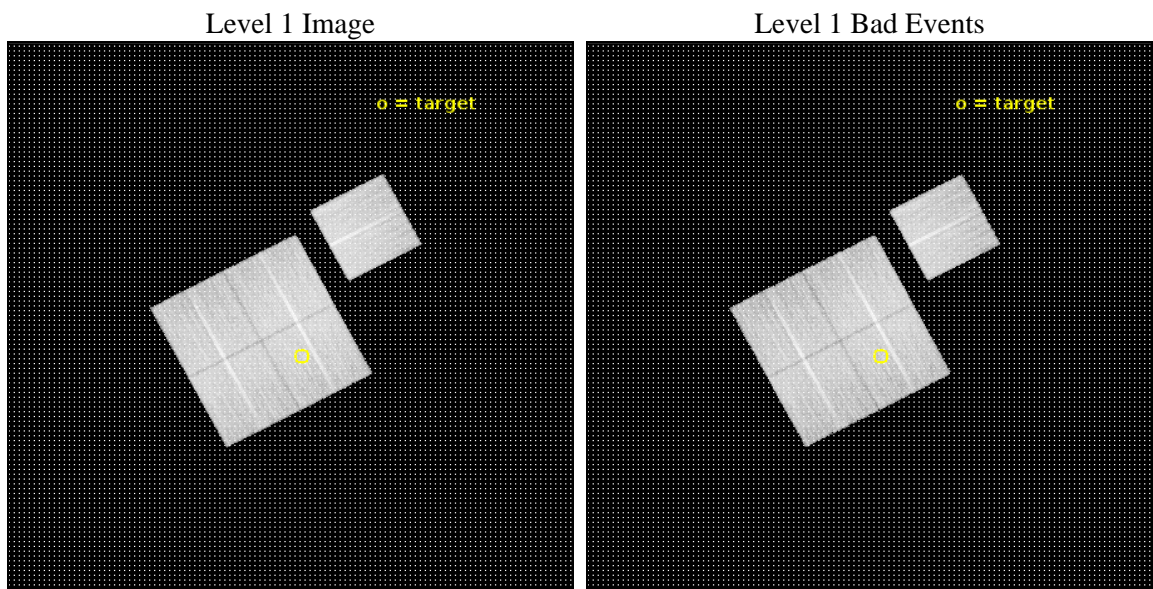 Level 1 Image
Level 1 Bad Events
o = target
o = target